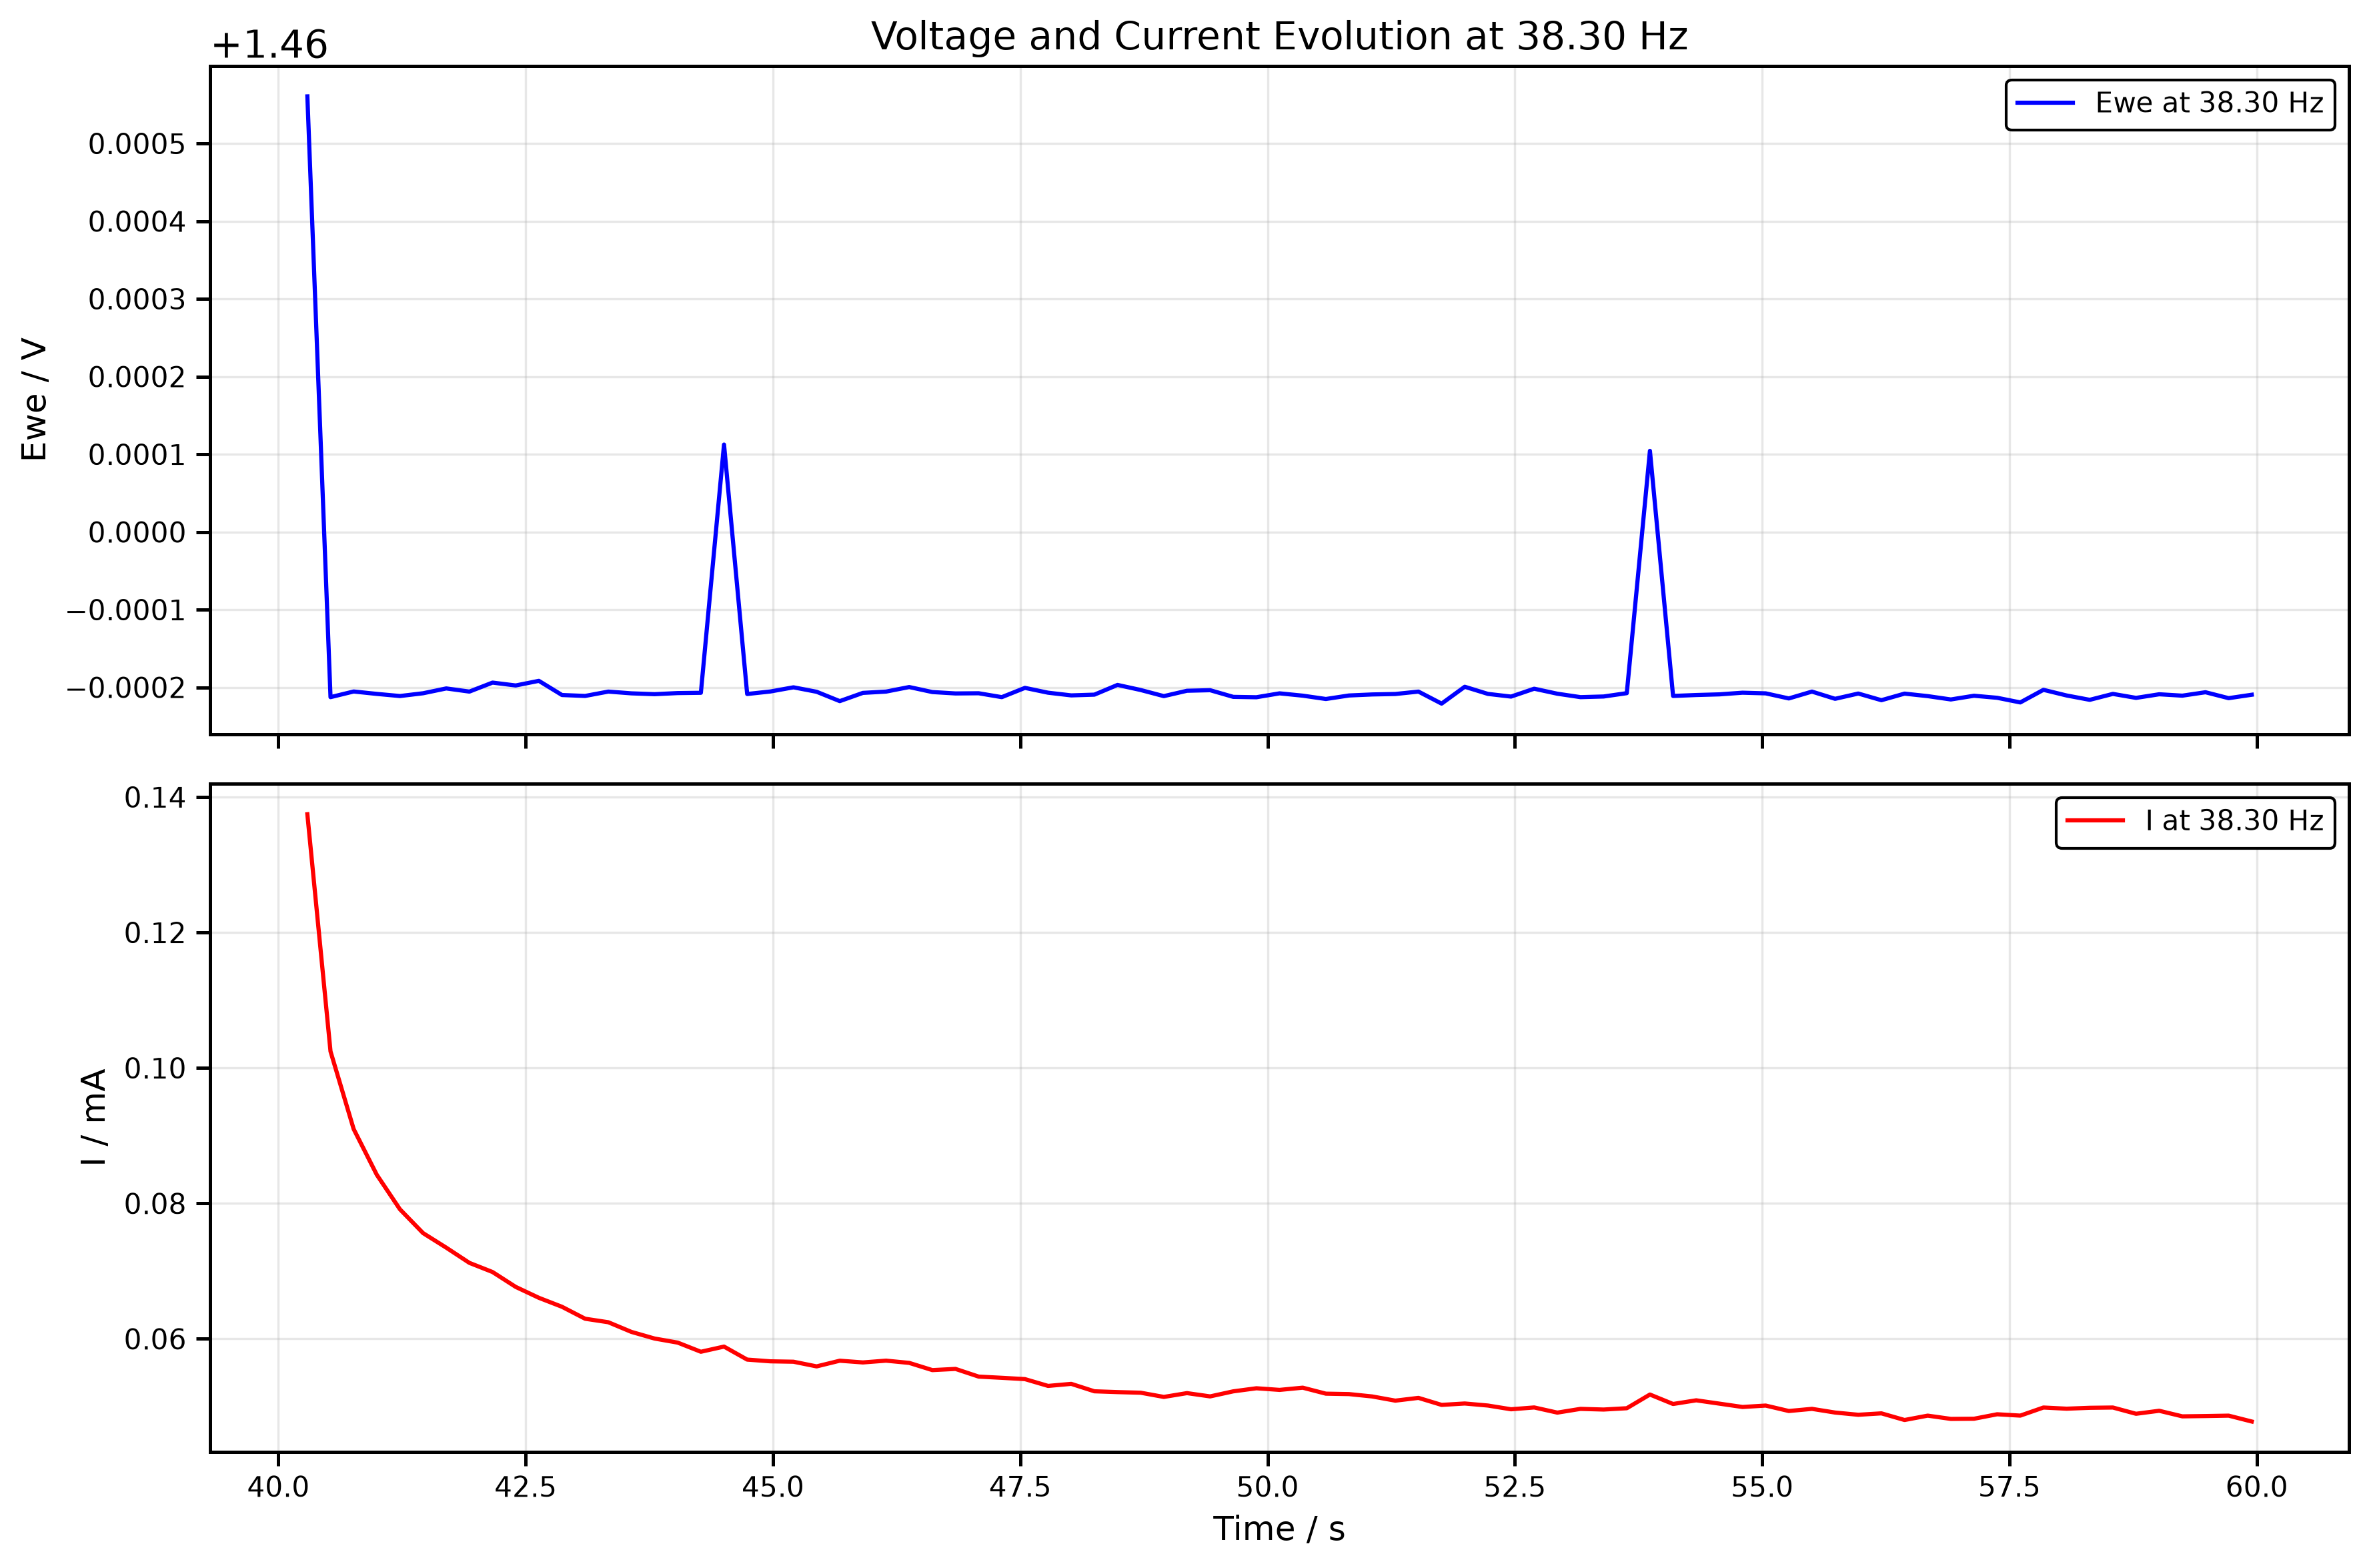 Voltage and Current Evolution at 38.30 Hz
+1.46
Ewe at 38.30 Hz
0.0005
0.0004
0.0003
0.0002
0.0001
0.0000
−0.0001
−0.0002
Ewe / V
I at 38.30 Hz
0.14
0.12
0.10
0.08
0.06
I / mA
40.0 42.5 45.0 47.5 50.0 52.5 55.0 57.5 60.0
Time / s